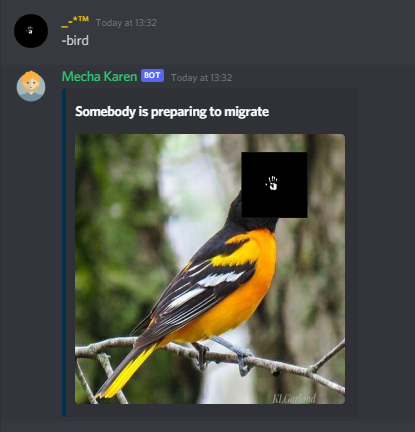 _-*™ Today at 13:32
-bird
Mecha Karen BOT Today at 13:32
Somebody is preparing to migrate
KLGarland